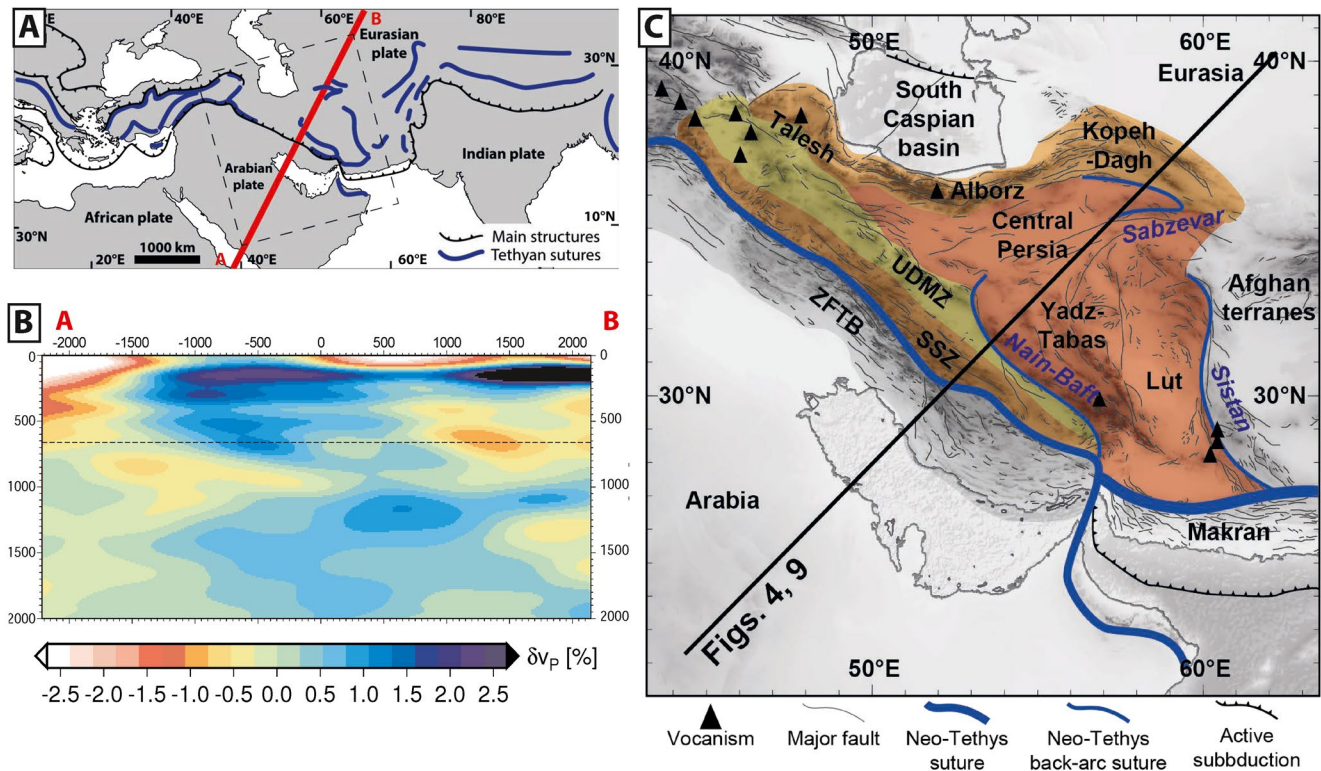 A
40°E
60°E
B
80°E
Eurasian
plate
30°N
Arabian
plate
Indian plate
African plate
10°N
30°N
1000 km
Main structures
Tethyan sutures
20°E
A
40°E
60°E
B
A
B
-2000
-1000
0
1000
2000
0
500
1000
1500
2000
0
500
1000
1500
2000
δvP [%]
-2.5 -2.0 -1.5 -1.0 -0.5 0.0 0.5 1.0 1.5 2.0 2.5
C
50°E
60°E
40°N
40°N
Eurasia
South
Caspian
basin
Talesh
Kopeh
-Dagh
Alborz
Central
Persia
Sabzevar
UDMZ
Afghan
terranes
ZFTB
Yadz-
Tabas
SSZ
Nain-Baft
Lut
Sistan
30°N
30°N
Arabia
Makran
Figs. 4, 9
50°E
60°E
Vocanism
Major fault
Neo-Tethys
suture
Neo-Tethys
back-arc suture
Active
subbduction